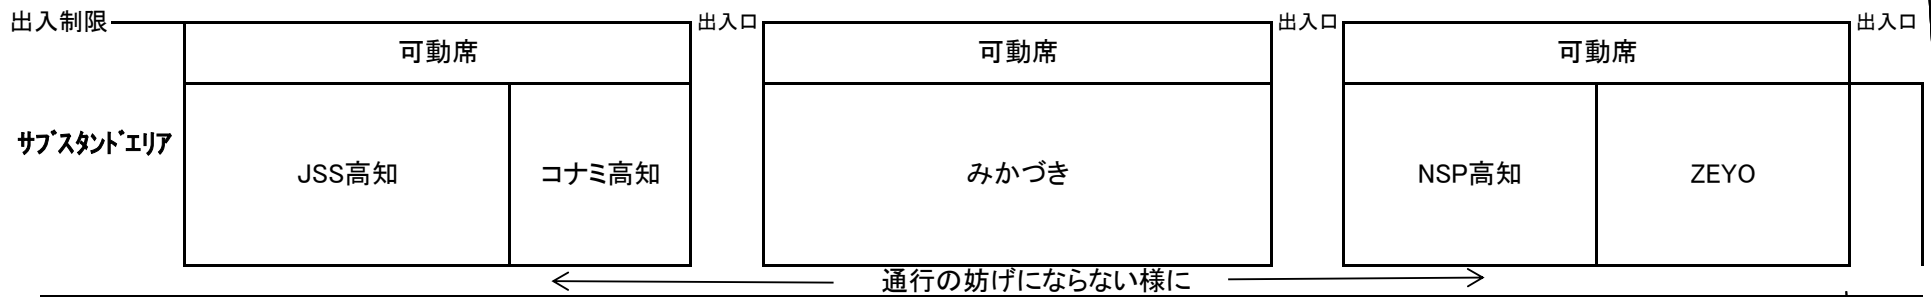 出入制限 出入口 出入口 出入口
可動席 可動席 可動席
サブスタンドエリア
JSS高知 コナミ高知 みかづき NSP高知 ZEYO
通行の妨げにならない様に